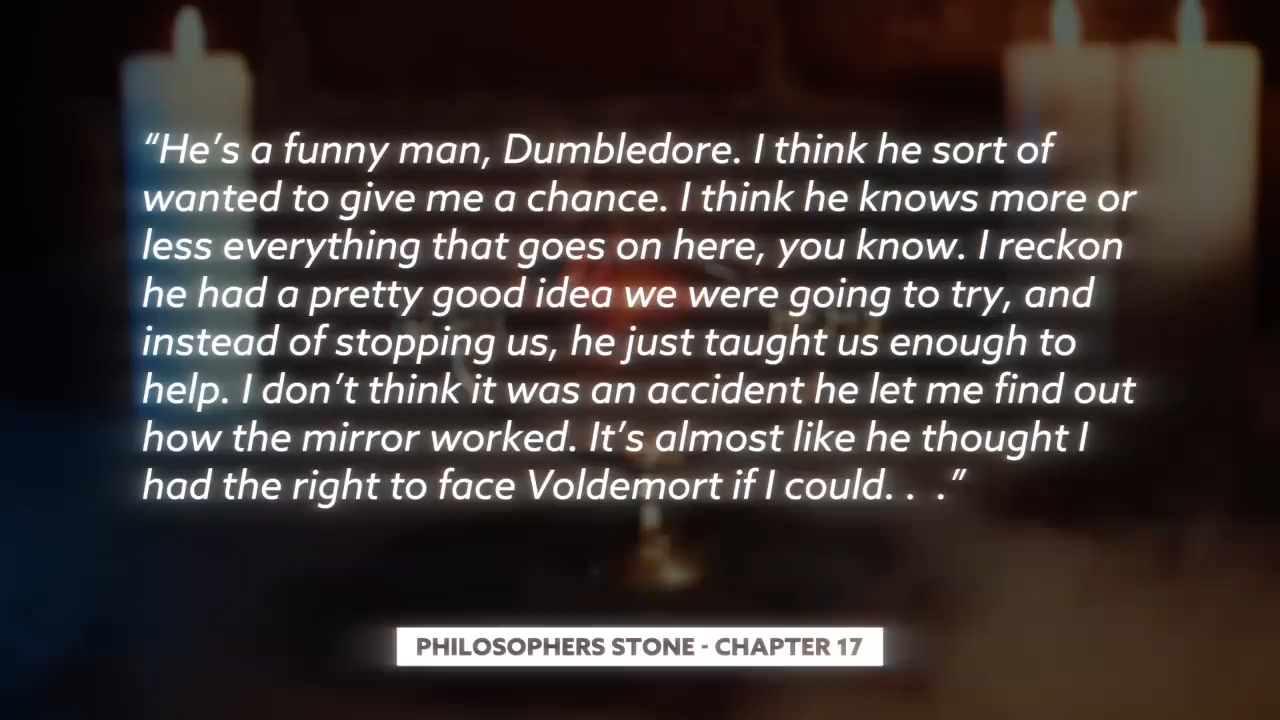 “He’s a funny man, Dumbledore. I think he sort of
wanted to give me a chance. I think he knows more or
less everything that goes on here, you know. I reckon
he had a pretty good idea we were going to try, and
instead of stopping us, he just taught us enough to
help. I don’t think it was an accident he let me find out
how the mirror worked. It’s almost like he thought I
had the right to face Voldemort if I could. . .”
PHILOSOPHERS STONE - CHAPTER 17